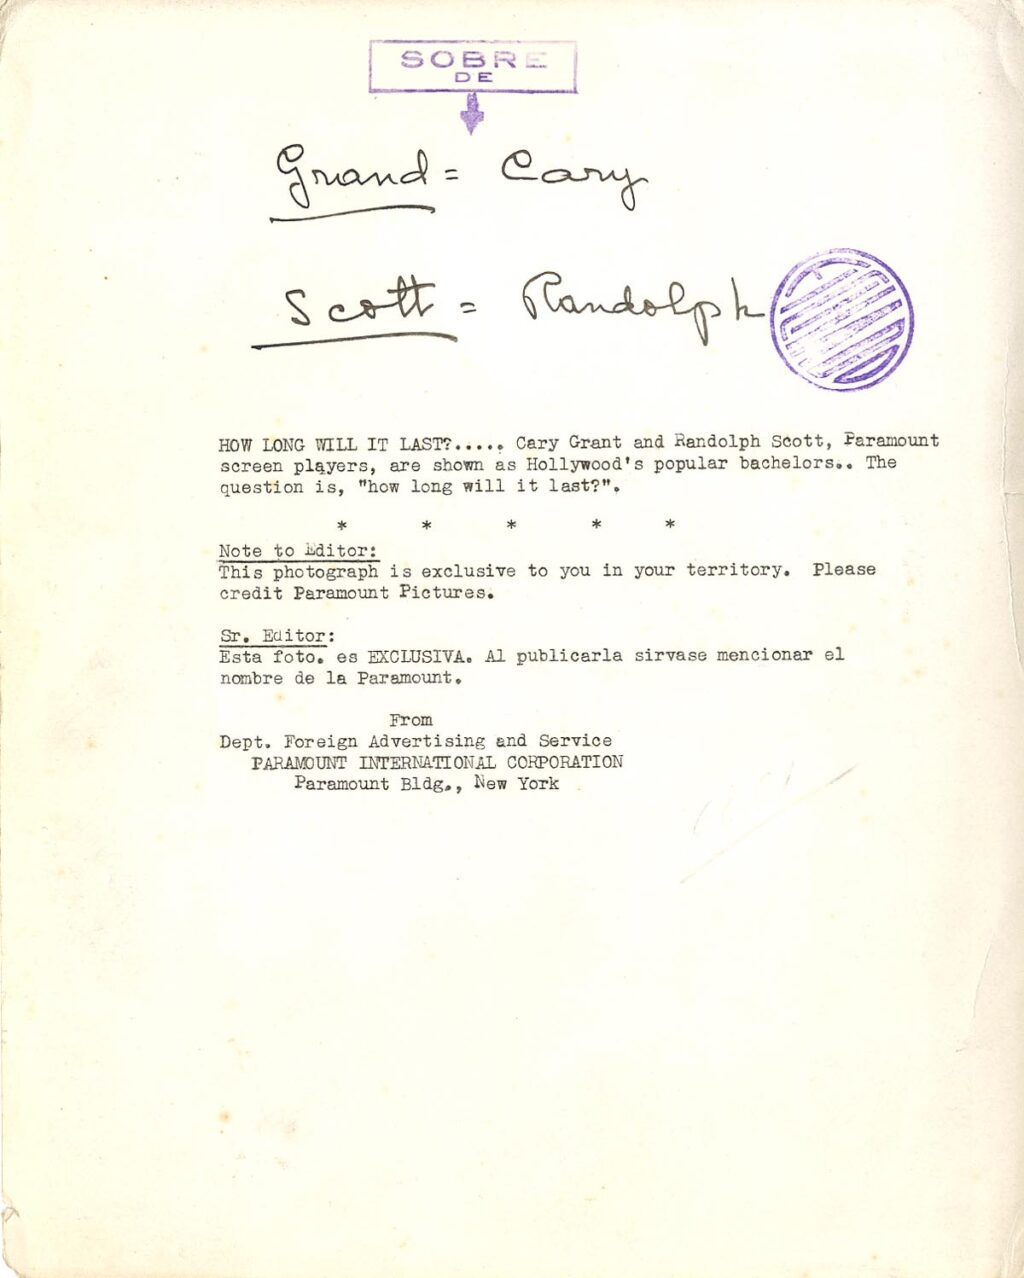 SOBRE
DE
Grand = Cary
Scott = Randolph
HOW LONG WILL IT LAST?..... Cary Grant and Randolph Scott, Paramount
screen players, are shown as Hollywood's popular bachelors.. The
question is, "how long will it last?".
* * * * *
Note to Editor:
This photograph is exclusive to you in your territory. Please
credit Paramount Pictures.
Sr. Editor:
Esta foto. es EXCLUSIVA. Al publicarla sirvase mencionar el
nombre de la Paramount.
From
Dept. Foreign Advertising and Service
PARAMOUNT INTERNATIONAL CORPORATION
Paramount Bldg., New York